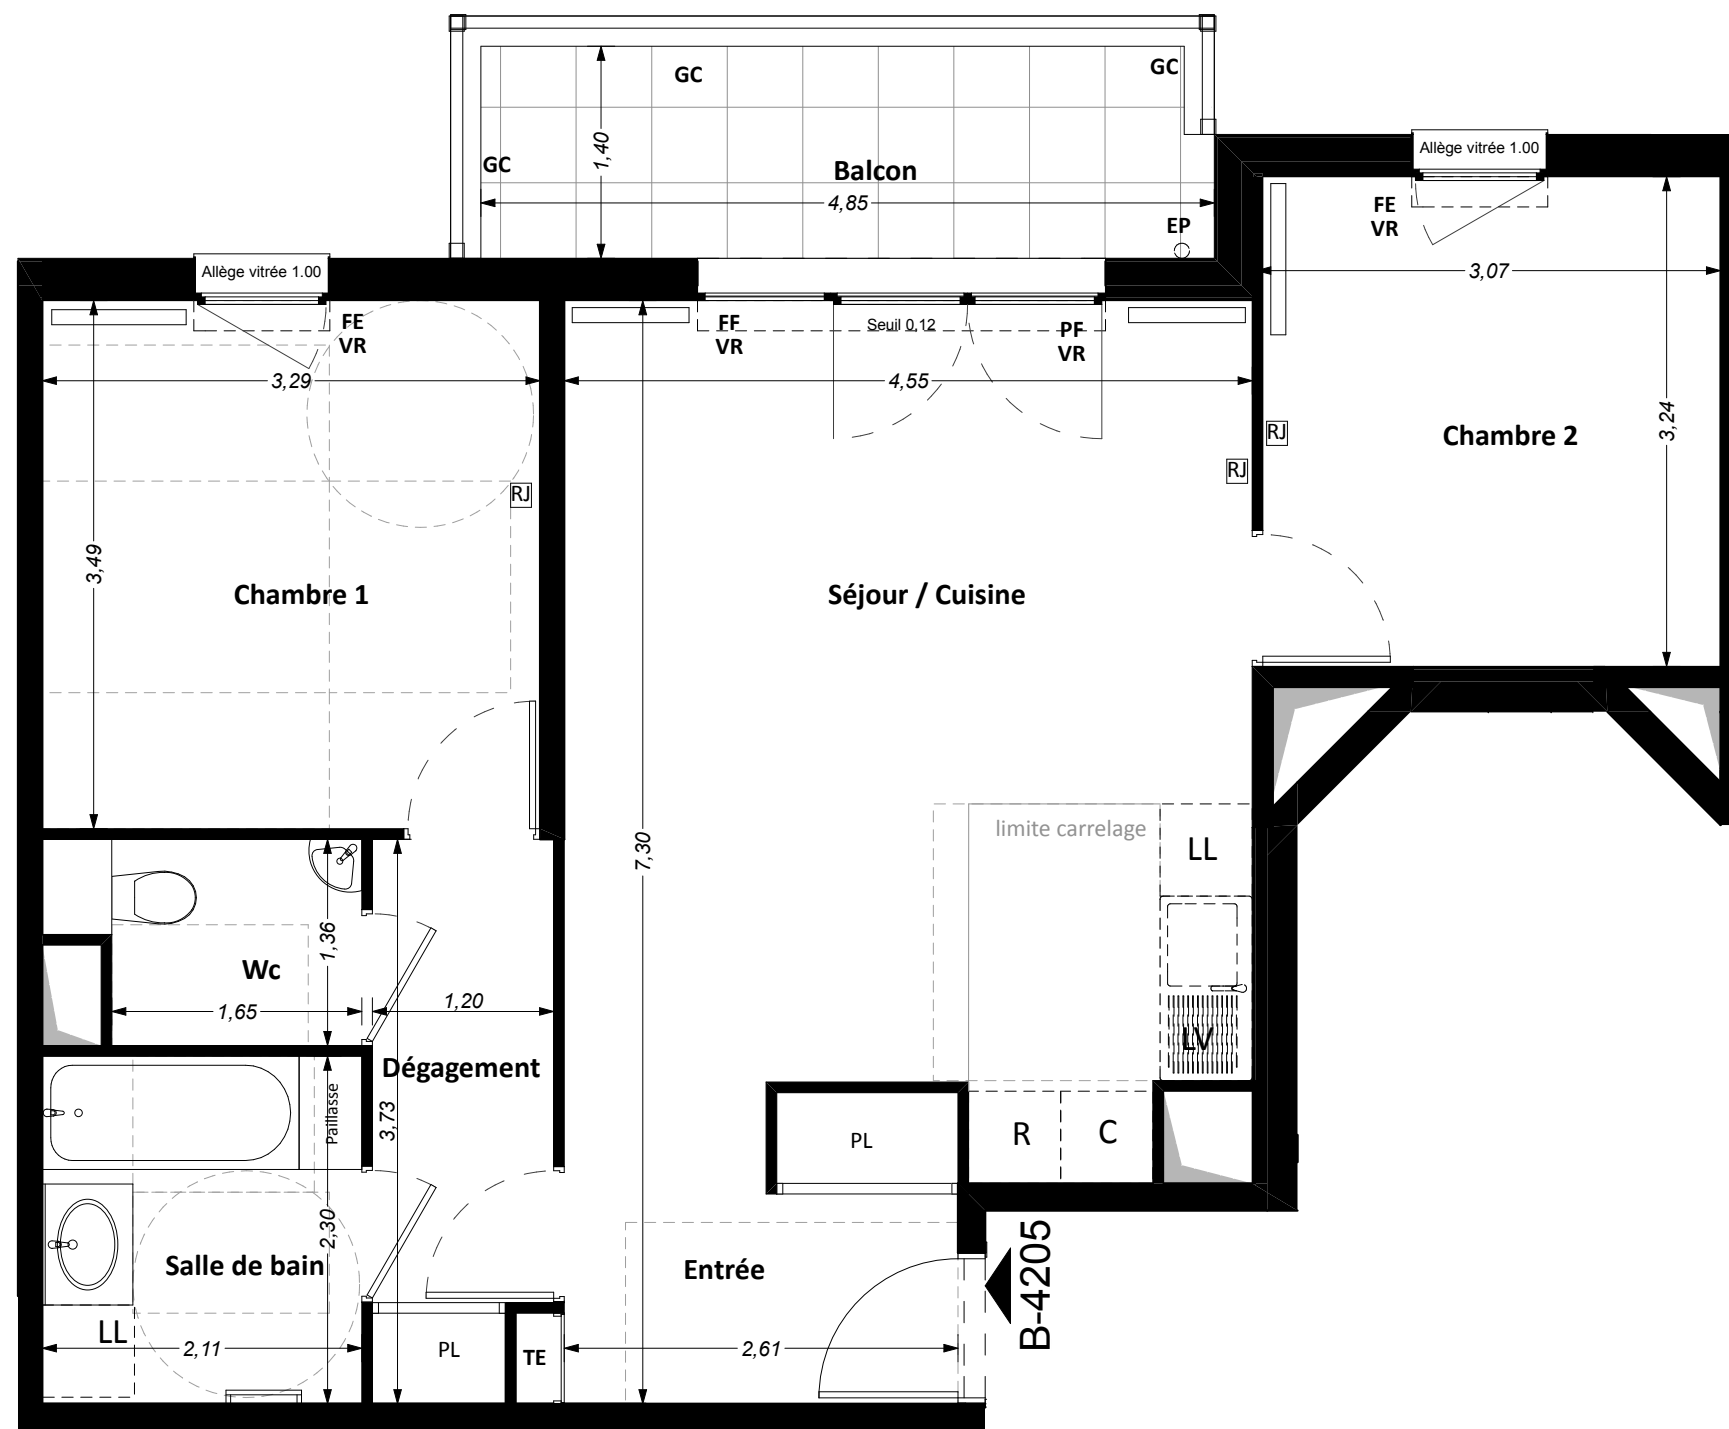 GC
GC
1,40
GC
Balcon
4,85
EP
Allège vitrée 1.00
FE
VR
3,07
Allège vitrée 1.00
FE
VR
FF
VR
Seuil 0,12
PF
VR
3,29
4,55
3,24
RJ
Chambre 2
RJ
RJ
3,49
Chambre 1
Séjour / Cuisine
limite carrelage
LL
7,30
1,36
Wc
1,65
1,20
LV
Dégagement
Paillasse
3,73
PL
R
C
2,30
Salle de bain
Entrée
B-4205
LL
2,11
PL
TE
2,61